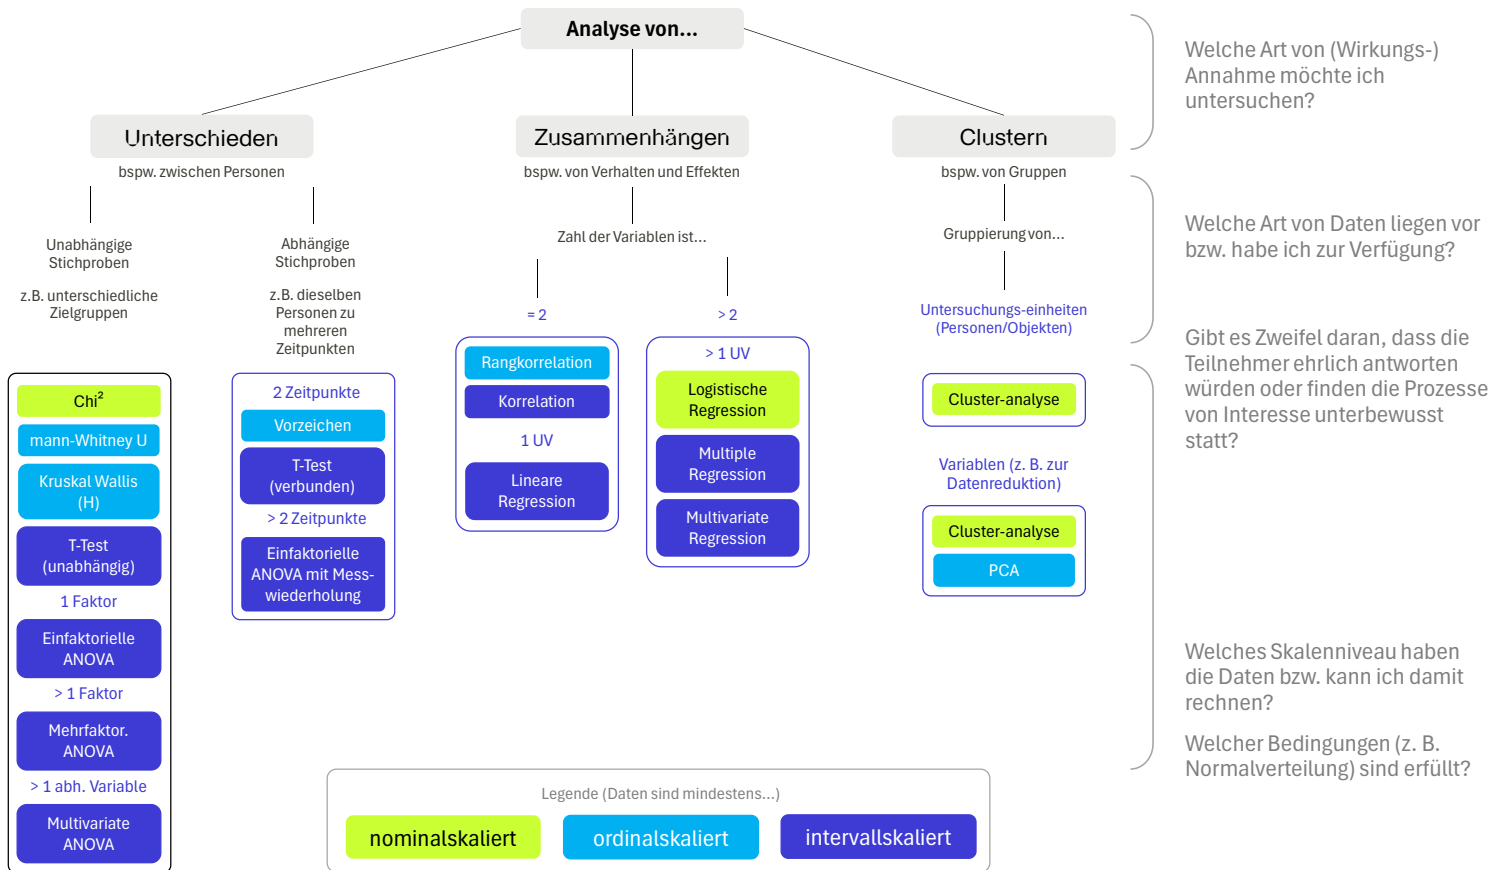 Analyse von...
Unterschieden
bspw. zwischen Personen
Unabhängige
Stichproben
z.B. unterschiedliche
Zielgruppen
Chi²
mann-Whitney U
Kruskal Wallis
(H)
T-Test
(unabhängig)
1 Faktor
Einfaktorielle
ANOVA
> 1 Faktor
Mehrfaktor.
ANOVA
> 1 abh. Variable
Multivariate
ANOVA
Abhängige
Stichproben
z.B. dieselben
Personen zu
mehreren
Zeitpunkten
2 Zeitpunkte
Vorzeichen
T-Test
(verbunden)
> 2 Zeitpunkte
Einfaktorielle
ANOVA mit Mess-
wiederholung
Zusammenhängen
bspw. von Verhalten und Effekten
Zahl der Variablen ist...
= 2
Rangkorrelation
Korrelation
1 UV
Lineare
Regression
> 2
> 1 UV
Logistische
Regression
Multiple
Regression
Multivariate
Regression
Clustern
bspw. von Gruppen
Gruppierung von...
Untersuchungs-einheiten
(Personen/Objekten)
Cluster-analyse
Variablen (z. B. zur
Datenreduktion)
Cluster-analyse
PCA
Welche Art von (Wirkungs-)
Annahme möchte ich
untersuchen?
Welche Art von Daten liegen vor
bzw. habe ich zur Verfügung?
Gibt es Zweifel daran, dass die
Teilnehmer ehrlich antworten
würden oder finden die Prozesse
von Interesse unterbewusst
statt?
Welches Skalenniveau haben
die Daten bzw. kann ich damit
rechnen?
Welcher Bedingungen (z. B.
Normalverteilung) sind erfüllt?
Legende (Daten sind mindestens...)
nominalskaliert
ordinalskaliert
intervallskaliert